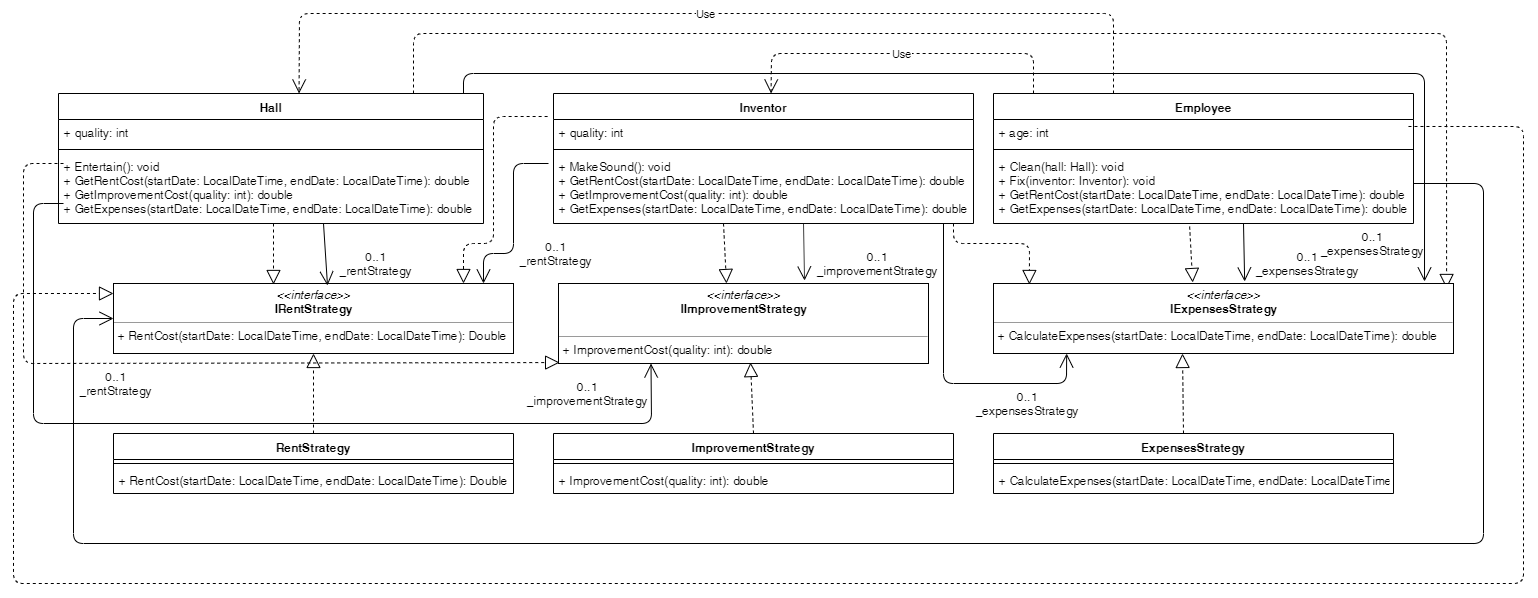 Use
Use
Hall
+ quality: int
+ Entertain(): void
+ GetRentCost(startDate: LocalDateTime, endDate: LocalDateTime): double
+ GetImprovementCost(quality: int): double
+ GetExpenses(startDate: LocalDateTime, endDate: LocalDateTime): double
Inventor
+ quality: int
+ MakeSound(): void
+ GetRentCost(startDate: LocalDateTime, endDate: LocalDateTime): double
+ GetImprovementCost(quality: int): double
+ GetExpenses(startDate: LocalDateTime, endDate: LocalDateTime): double
Employee
+ age: int
+ Clean(hall: Hall): void
+ Fix(inventor: Inventor): void
+ GetRentCost(startDate: LocalDateTime, endDate: LocalDateTime): double
+ GetExpenses(startDate: LocalDateTime, endDate: LocalDateTime): double
0..1
_rentStrategy
0..1
_rentStrategy
0..1
_improvementStrategy
0..1
_expensesStrategy
0..1
_expensesStrategy
<<interface>>
IRentStrategy
+ RentCost(startDate: LocalDateTime, endDate: LocalDateTime): Double
<<interface>>
IImprovementStrategy
+ ImprovementCost(quality: int): double
<<interface>>
IExpensesStrategy
+ CalculateExpenses(startDate: LocalDateTime, endDate: LocalDateTime): double
0..1
_rentStrategy
0..1
_improvementStrategy
0..1
_expensesStrategy
RentStrategy
+ RentCost(startDate: LocalDateTime, endDate: LocalDateTime): Double
ImprovementStrategy
+ ImprovementCost(quality: int): double
ExpensesStrategy
+ CalculateExpenses(startDate: LocalDateTime, endDate: LocalDateTime